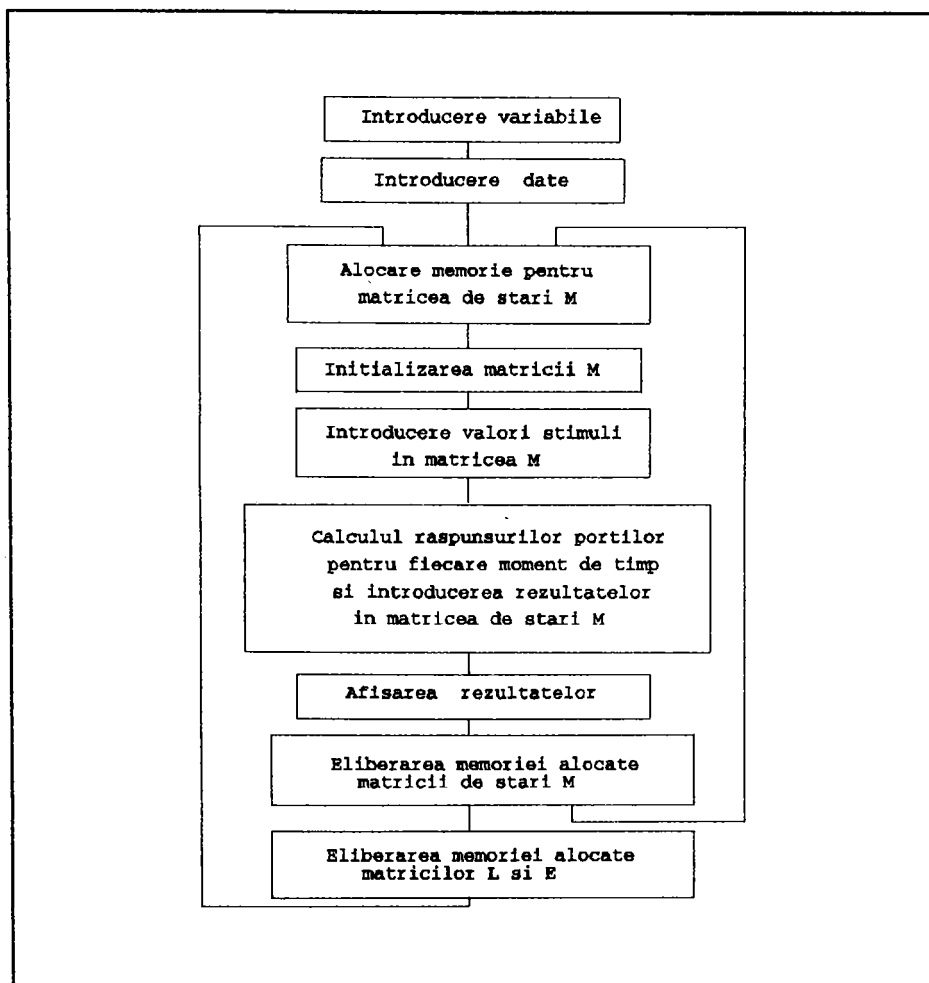 Introducere variabile
Introducere date
Alocare memorie pentru
matricea de stari M
Initializarea matricii M
Introducere valori stimuli
in matricea M
Calculul raspunsurilor portilor
pentru fiecare moment de timp
si introducerea rezultatelor
in matricea de stari M
Afisarea rezultatelor
Eliberarea memoriei alocate
matricii de stari M
Eliberarea memoriei alocate
matricilor L si E